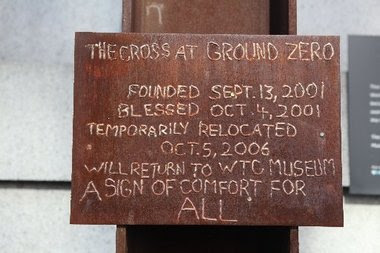 THE CROSS AT GROUND ZERO
FOUNDED SEPT. 13, 2001
BLESSED OCT. 4, 2001
TEMPORARILY RELOCATED
OCT. 5, 2006
WILL RETURN TO WTC MUSEUM
A SIGN OF COMFORT FOR
ALL